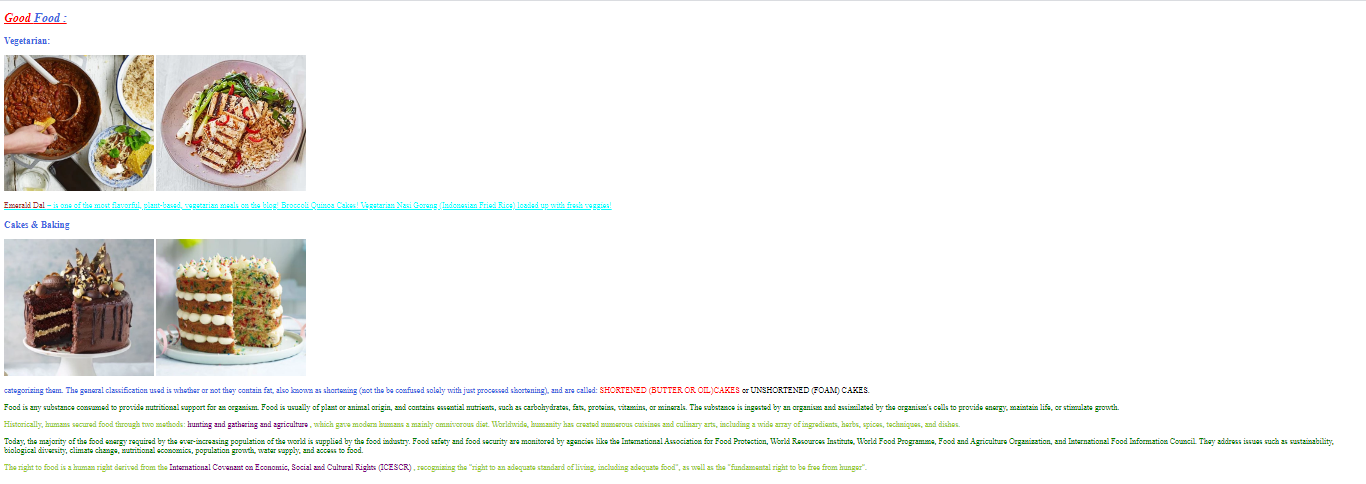 Good Food :
Vegetarian:
Emerald Dal – is one of the most flavorful, plant-based, vegetarian meals on the blog! Broccoli Quinoa Cakes! Vegetarian Nasi Goreng (Indonesian Fried Rice) loaded up with fresh veggies!
Cakes & Baking
categorizing them. The general classification used is whether or not they contain fat, also known as shortening (not the be confused solely with just processed shortening), and are called: SHORTENED (BUTTER OR OIL)CAKES or UNSHORTENED (FOAM) CAKES.
Food is any substance consumed to provide nutritional support for an organism. Food is usually of plant or animal origin, and contains essential nutrients, such as carbohydrates, fats, proteins, vitamins, or minerals. The substance is ingested by an organism and assimilated by the organism's cells to provide energy, maintain life, or stimulate growth.
Historically, humans secured food through two methods: hunting and gathering and agriculture , which gave modern humans a mainly omnivorous diet. Worldwide, humanity has created numerous cuisines and culinary arts, including a wide array of ingredients, herbs, spices, techniques, and dishes.
Today, the majority of the food energy required by the ever-increasing population of the world is supplied by the food industry. Food safety and food security are monitored by agencies like the International Association for Food Protection, World Resources Institute, World Food Programme, Food and Agriculture Organization, and International Food Information Council. They address issues such as sustainability,
biological diversity, climate change, nutritional economics, population growth, water supply, and access to food.
The right to food is a human right derived from the International Covenant on Economic, Social and Cultural Rights (ICESCR) , recognizing the "right to an adequate standard of living, including adequate food", as well as the "fundamental right to be free from hunger".